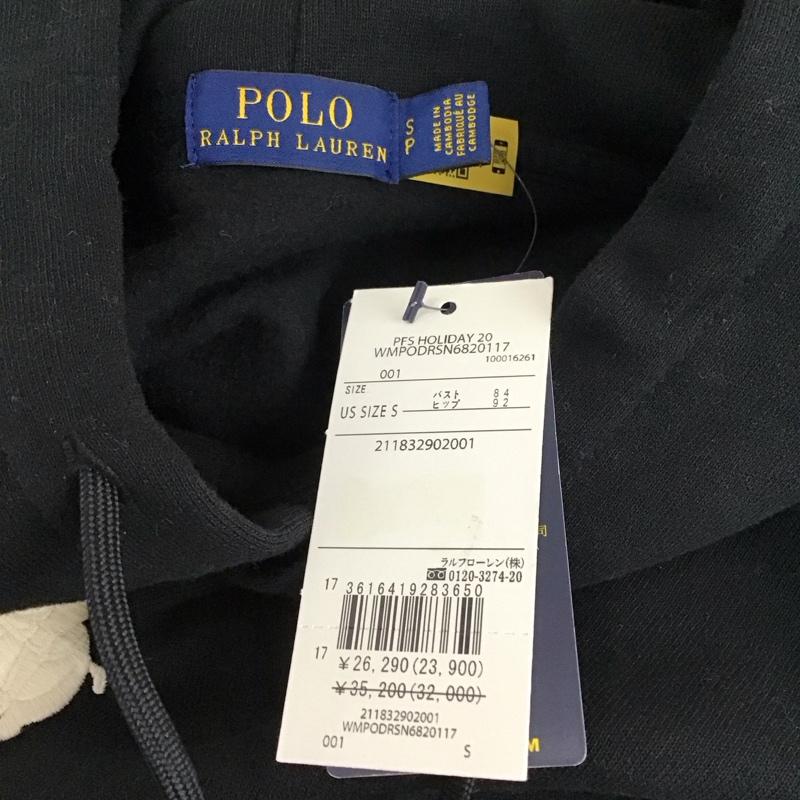 POLO
RALPH LAUREN
S
P
MADE IN
CAMBODIA
FABRIQUÉ AU
CAMBODGE
PFS HOLIDAY 20
WMPODRSN6820117
100016261
001
SIZE
US SIZE S
バスト 84
ヒップ 92
211832902001
ラルフローレン(株)
0120-3274-20
17 3616419283650
17
¥26,290(23,900)
¥35,200(32,000)
211832902001
WMPODRSN6820117
001 S
司
M